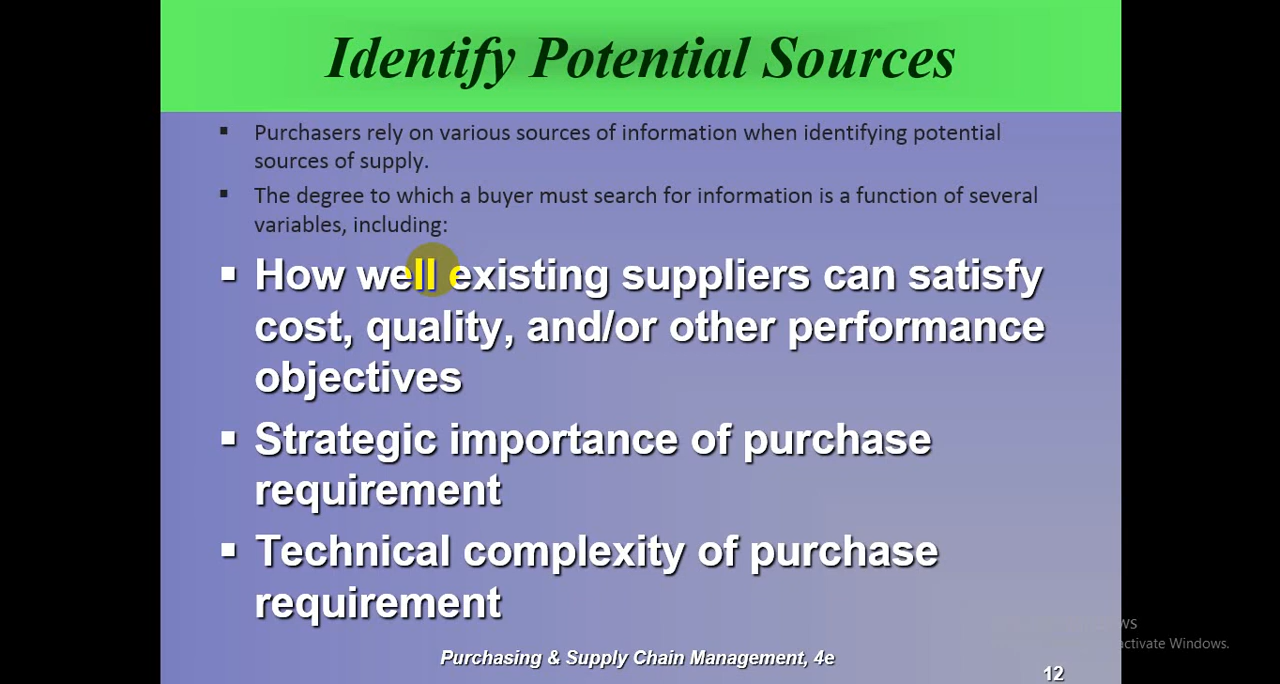 Identify Potential Sources
▪ Purchasers rely on various sources of information when identifying potential
sources of supply.
▪ The degree to which a buyer must search for information is a function of several
variables, including:
▪ How well existing suppliers can satisfy
cost, quality, and/or other performance
objectives
▪ Strategic importance of purchase
requirement
▪ Technical complexity of purchase
requirement
Purchasing & Supply Chain Management, 4e
12
Windows.